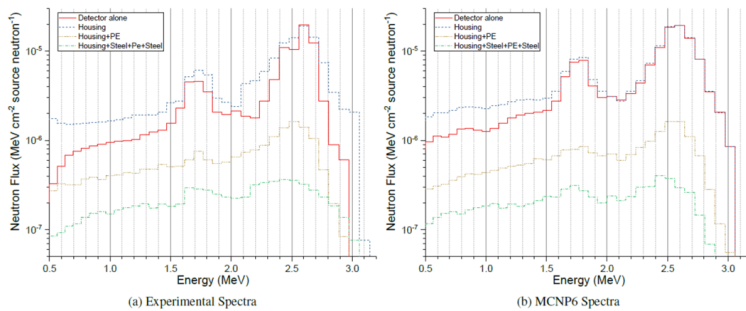 Detector alone
Housing
Housing+PE
Housing+Steel+Pe+Steel
Neutron Flux (MeV cm⁻² source neutron⁻¹)
10⁻⁵
10⁻⁶
10⁻⁷
0.5 1.0 1.5 2.0 2.5 3.0
Energy (MeV)
(a) Experimental Spectra
Detector alone
Housing
Housing+PE
Housing+Steel+PE+Steel
Neutron Flux (MeV cm⁻² source neutron⁻¹)
10⁻⁵
10⁻⁶
10⁻⁷
0.5 1.0 1.5 2.0 2.5 3.0
Energy (MeV)
(b) MCNP6 Spectra